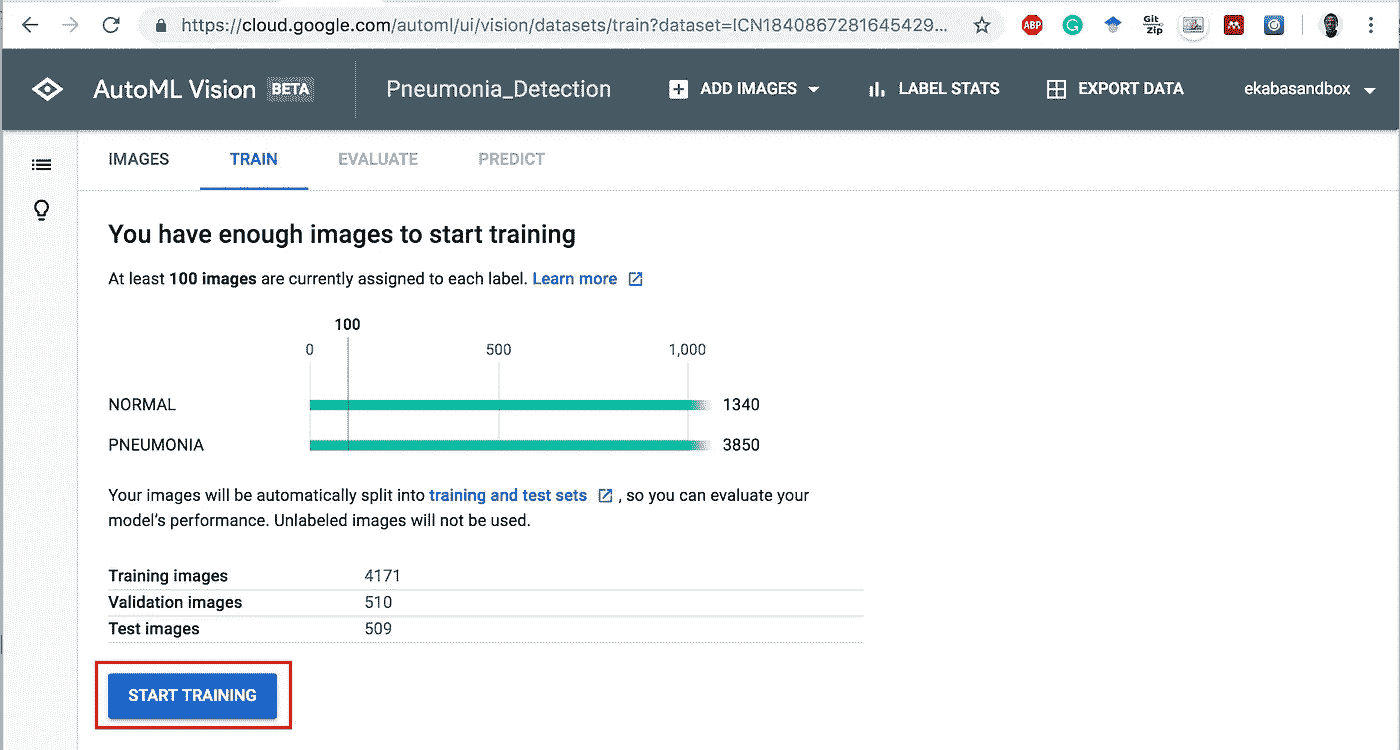 https://cloud.google.com/automl/ui/vision/datasets/train?dataset=ICN1840867281645429...
ABP
G
Git Zip
AutoML Vision BETA
Pneumonia_Detection
ADD IMAGES
LABEL STATS
EXPORT DATA
ekabasandbox
IMAGES
TRAIN
EVALUATE
PREDICT
You have enough images to start training
At least 100 images are currently assigned to each label. Learn more
100
0 500 1,000
NORMAL 1340
PNEUMONIA 3850
Your images will be automatically split into training and test sets , so you can evaluate your
model's performance. Unlabeled images will not be used.
Training images 4171
Validation images 510
Test images 509
START TRAINING